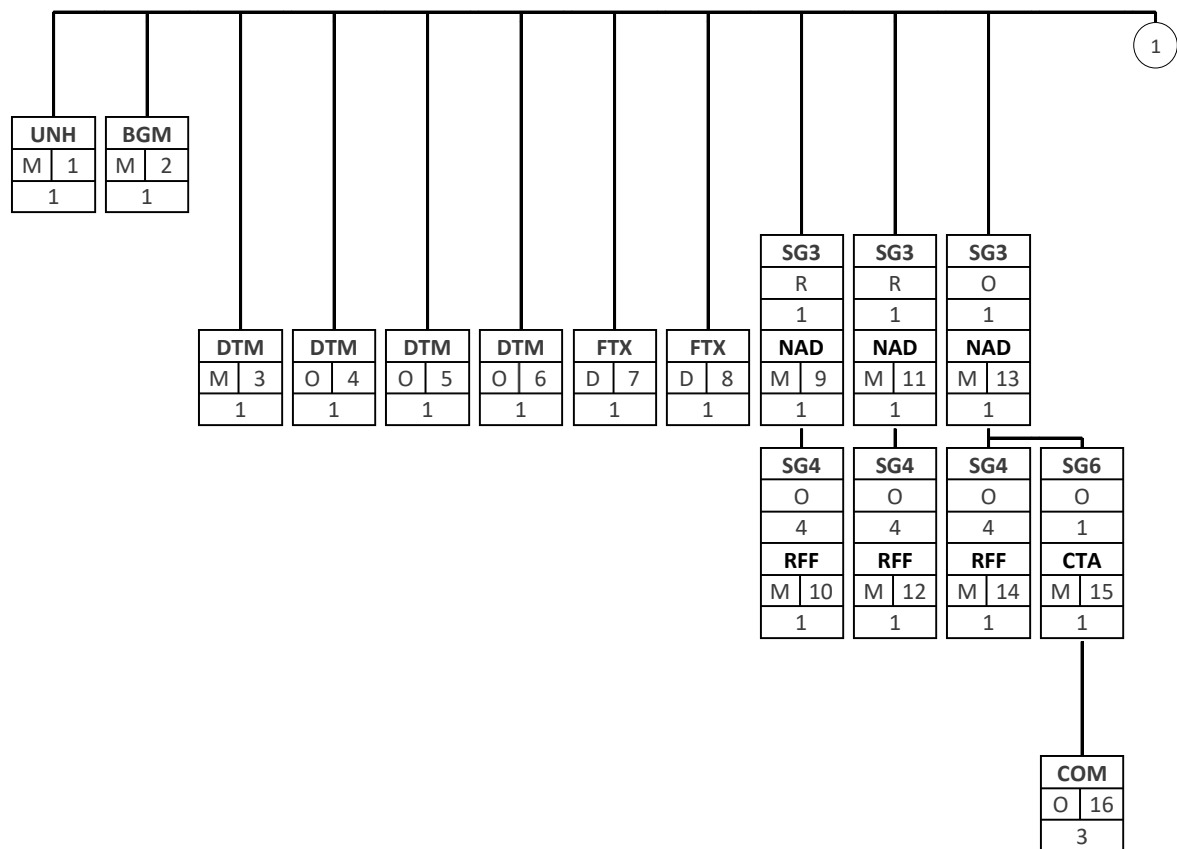 1
UNH BGM
M 1 M 2
1 1
SG3 SG3 SG3
R R O
1 1 1
DTM DTM DTM DTM FTX FTX NAD NAD NAD
M 3 O 4 O 5 O 6 D 7 D 8 M 9 M 11 M 13
1 1 1 1 1 1 1 1 1
SG4 SG4 SG4 SG6
O O O O
4 4 4 1
RFF RFF RFF CTA
M 10 M 12 M 14 M 15
1 1 1 1
COM
O 16
3